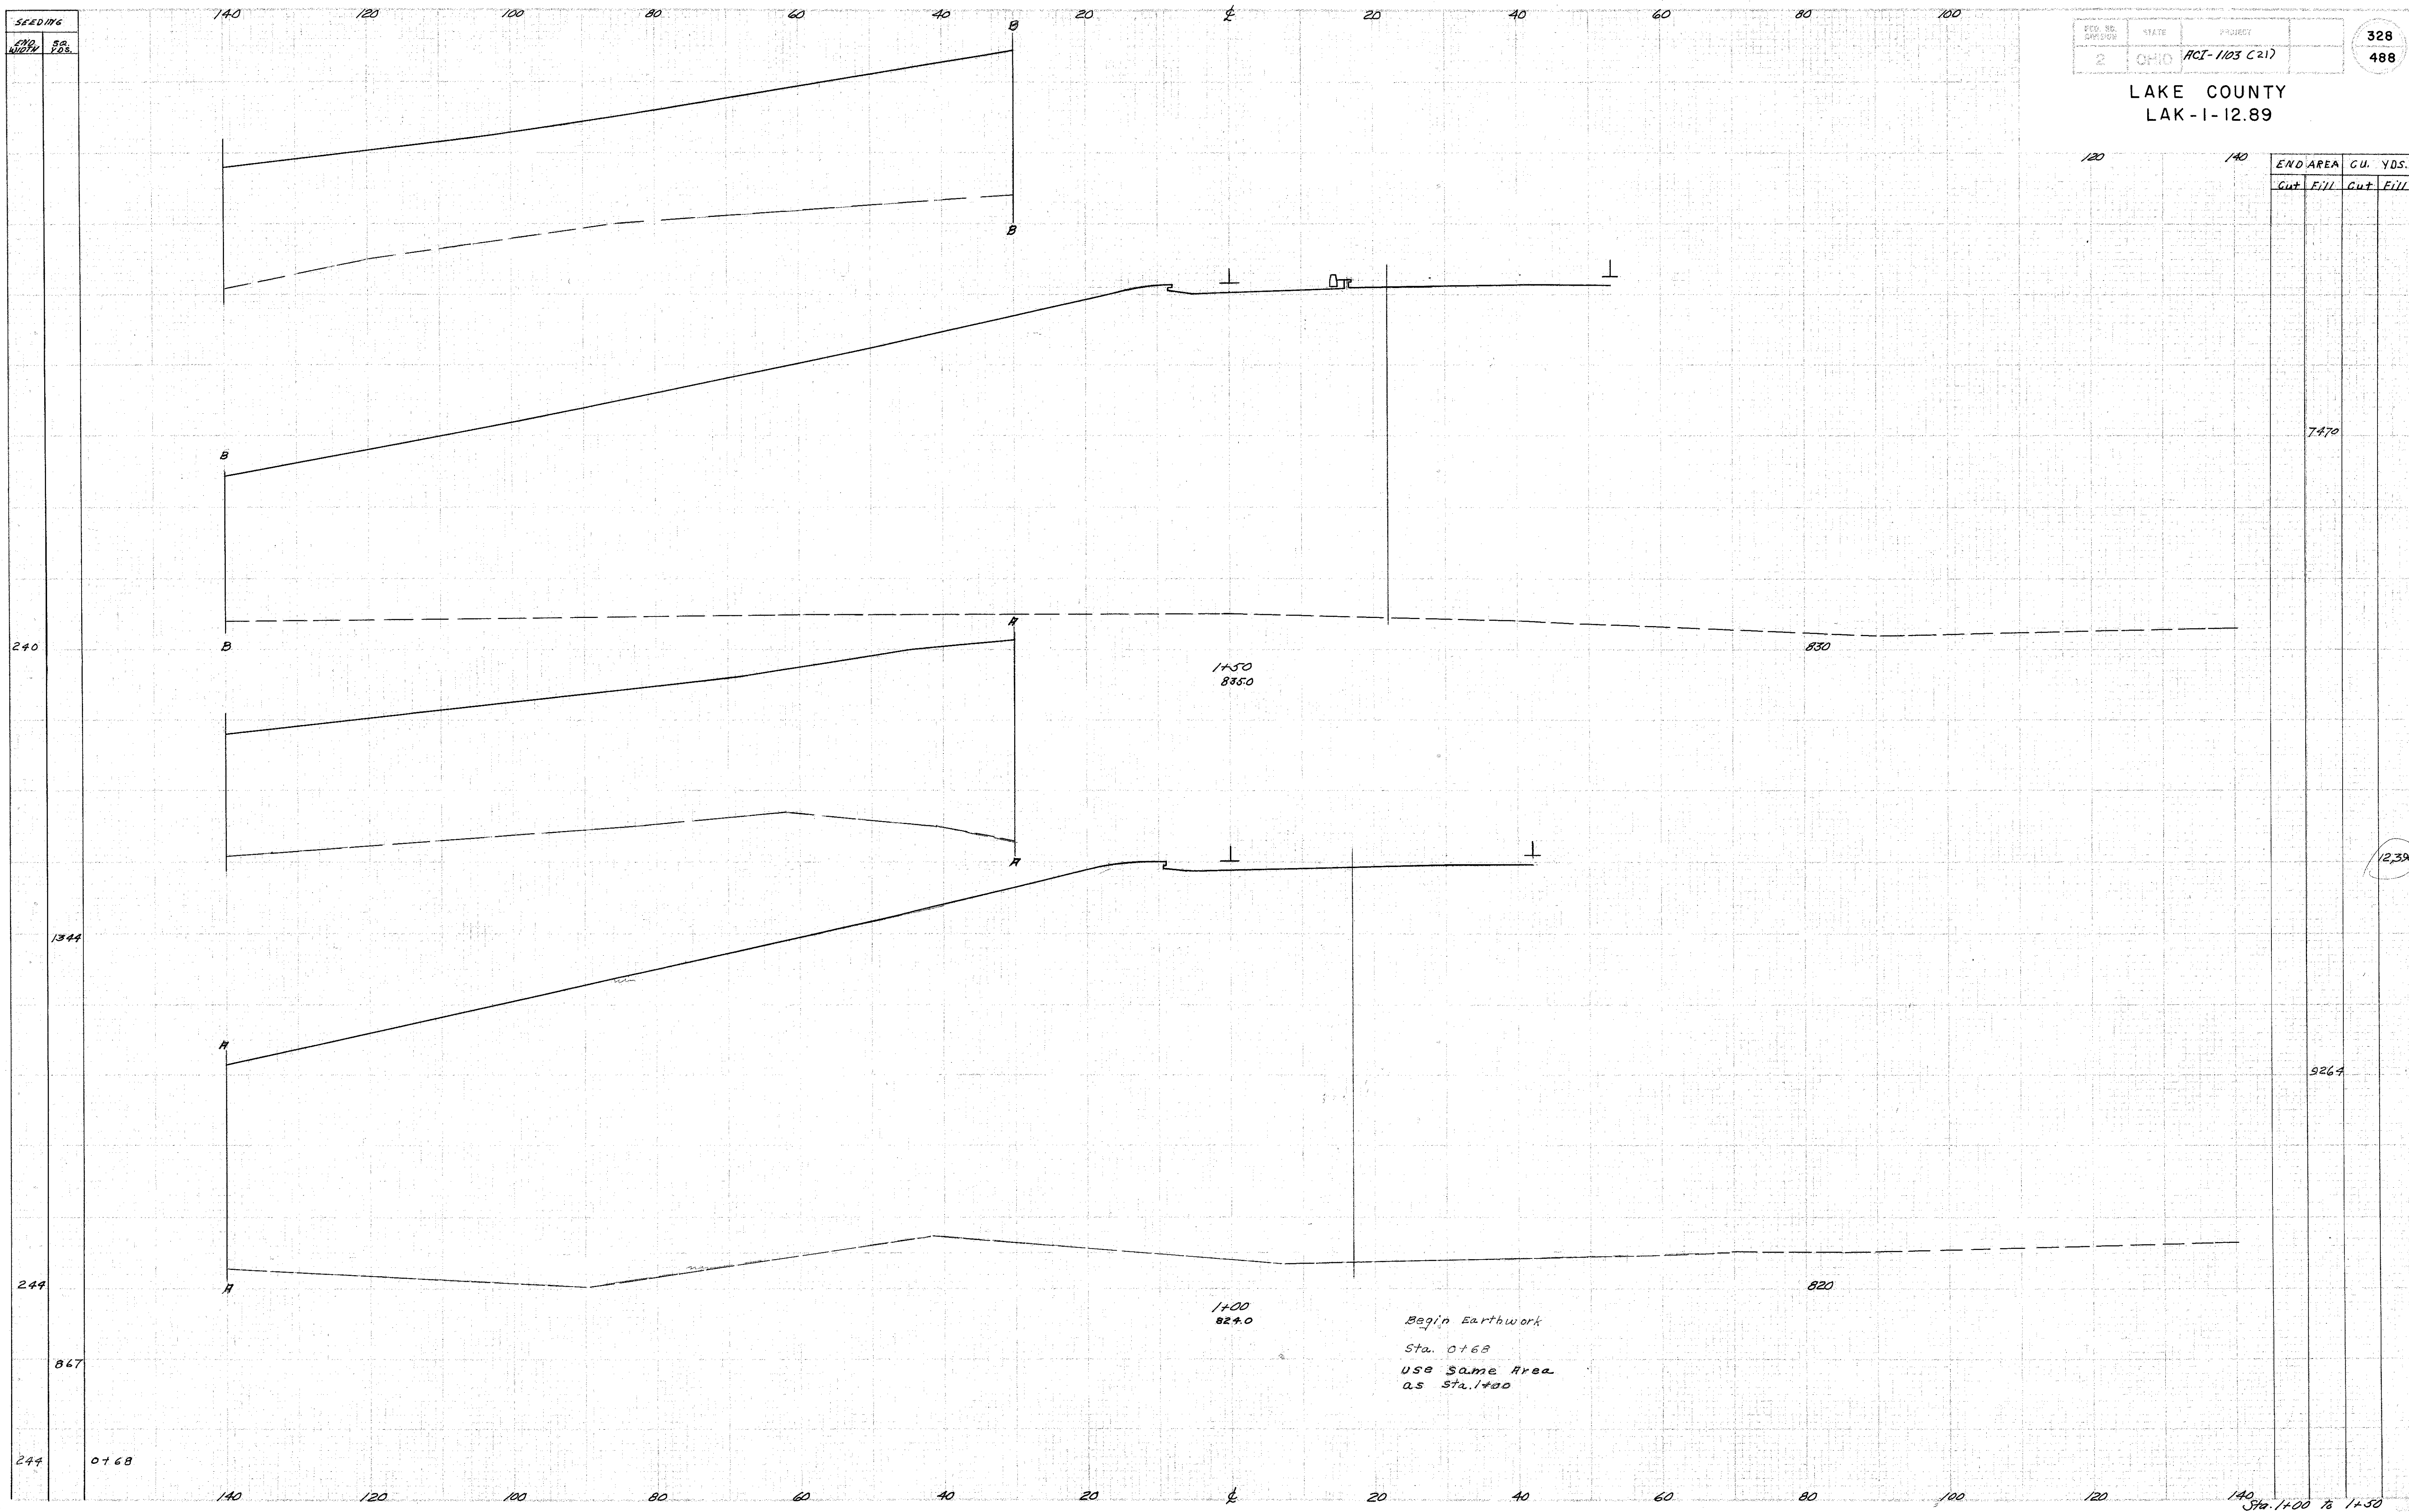 SEEDING
END WIDTH SQ. YDS.
140 120 100 80 60 40 20 ℄ 20 40 60 80 100
FED. RD. DIVISION STATE PROJECT
2 OHIO ACI-1103 (21)
328
488
LAKE COUNTY
LAK-1-12.89
120 140
END AREA CU. YDS.
Cut Fill Cut Fill
B
B
7470
B
B
240
A
830
1+50
835.0
A
12,39
1344
A
9264
244
A
820
1+00
824.0
Begin Earthwork
Sta. 0+68
use same Area
as Sta. 1+00
867
244 0+68
140 120 100 80 60 40 20 ℄ 20 40 60 80 100 120 140
Sta. 1+00 To 1+50